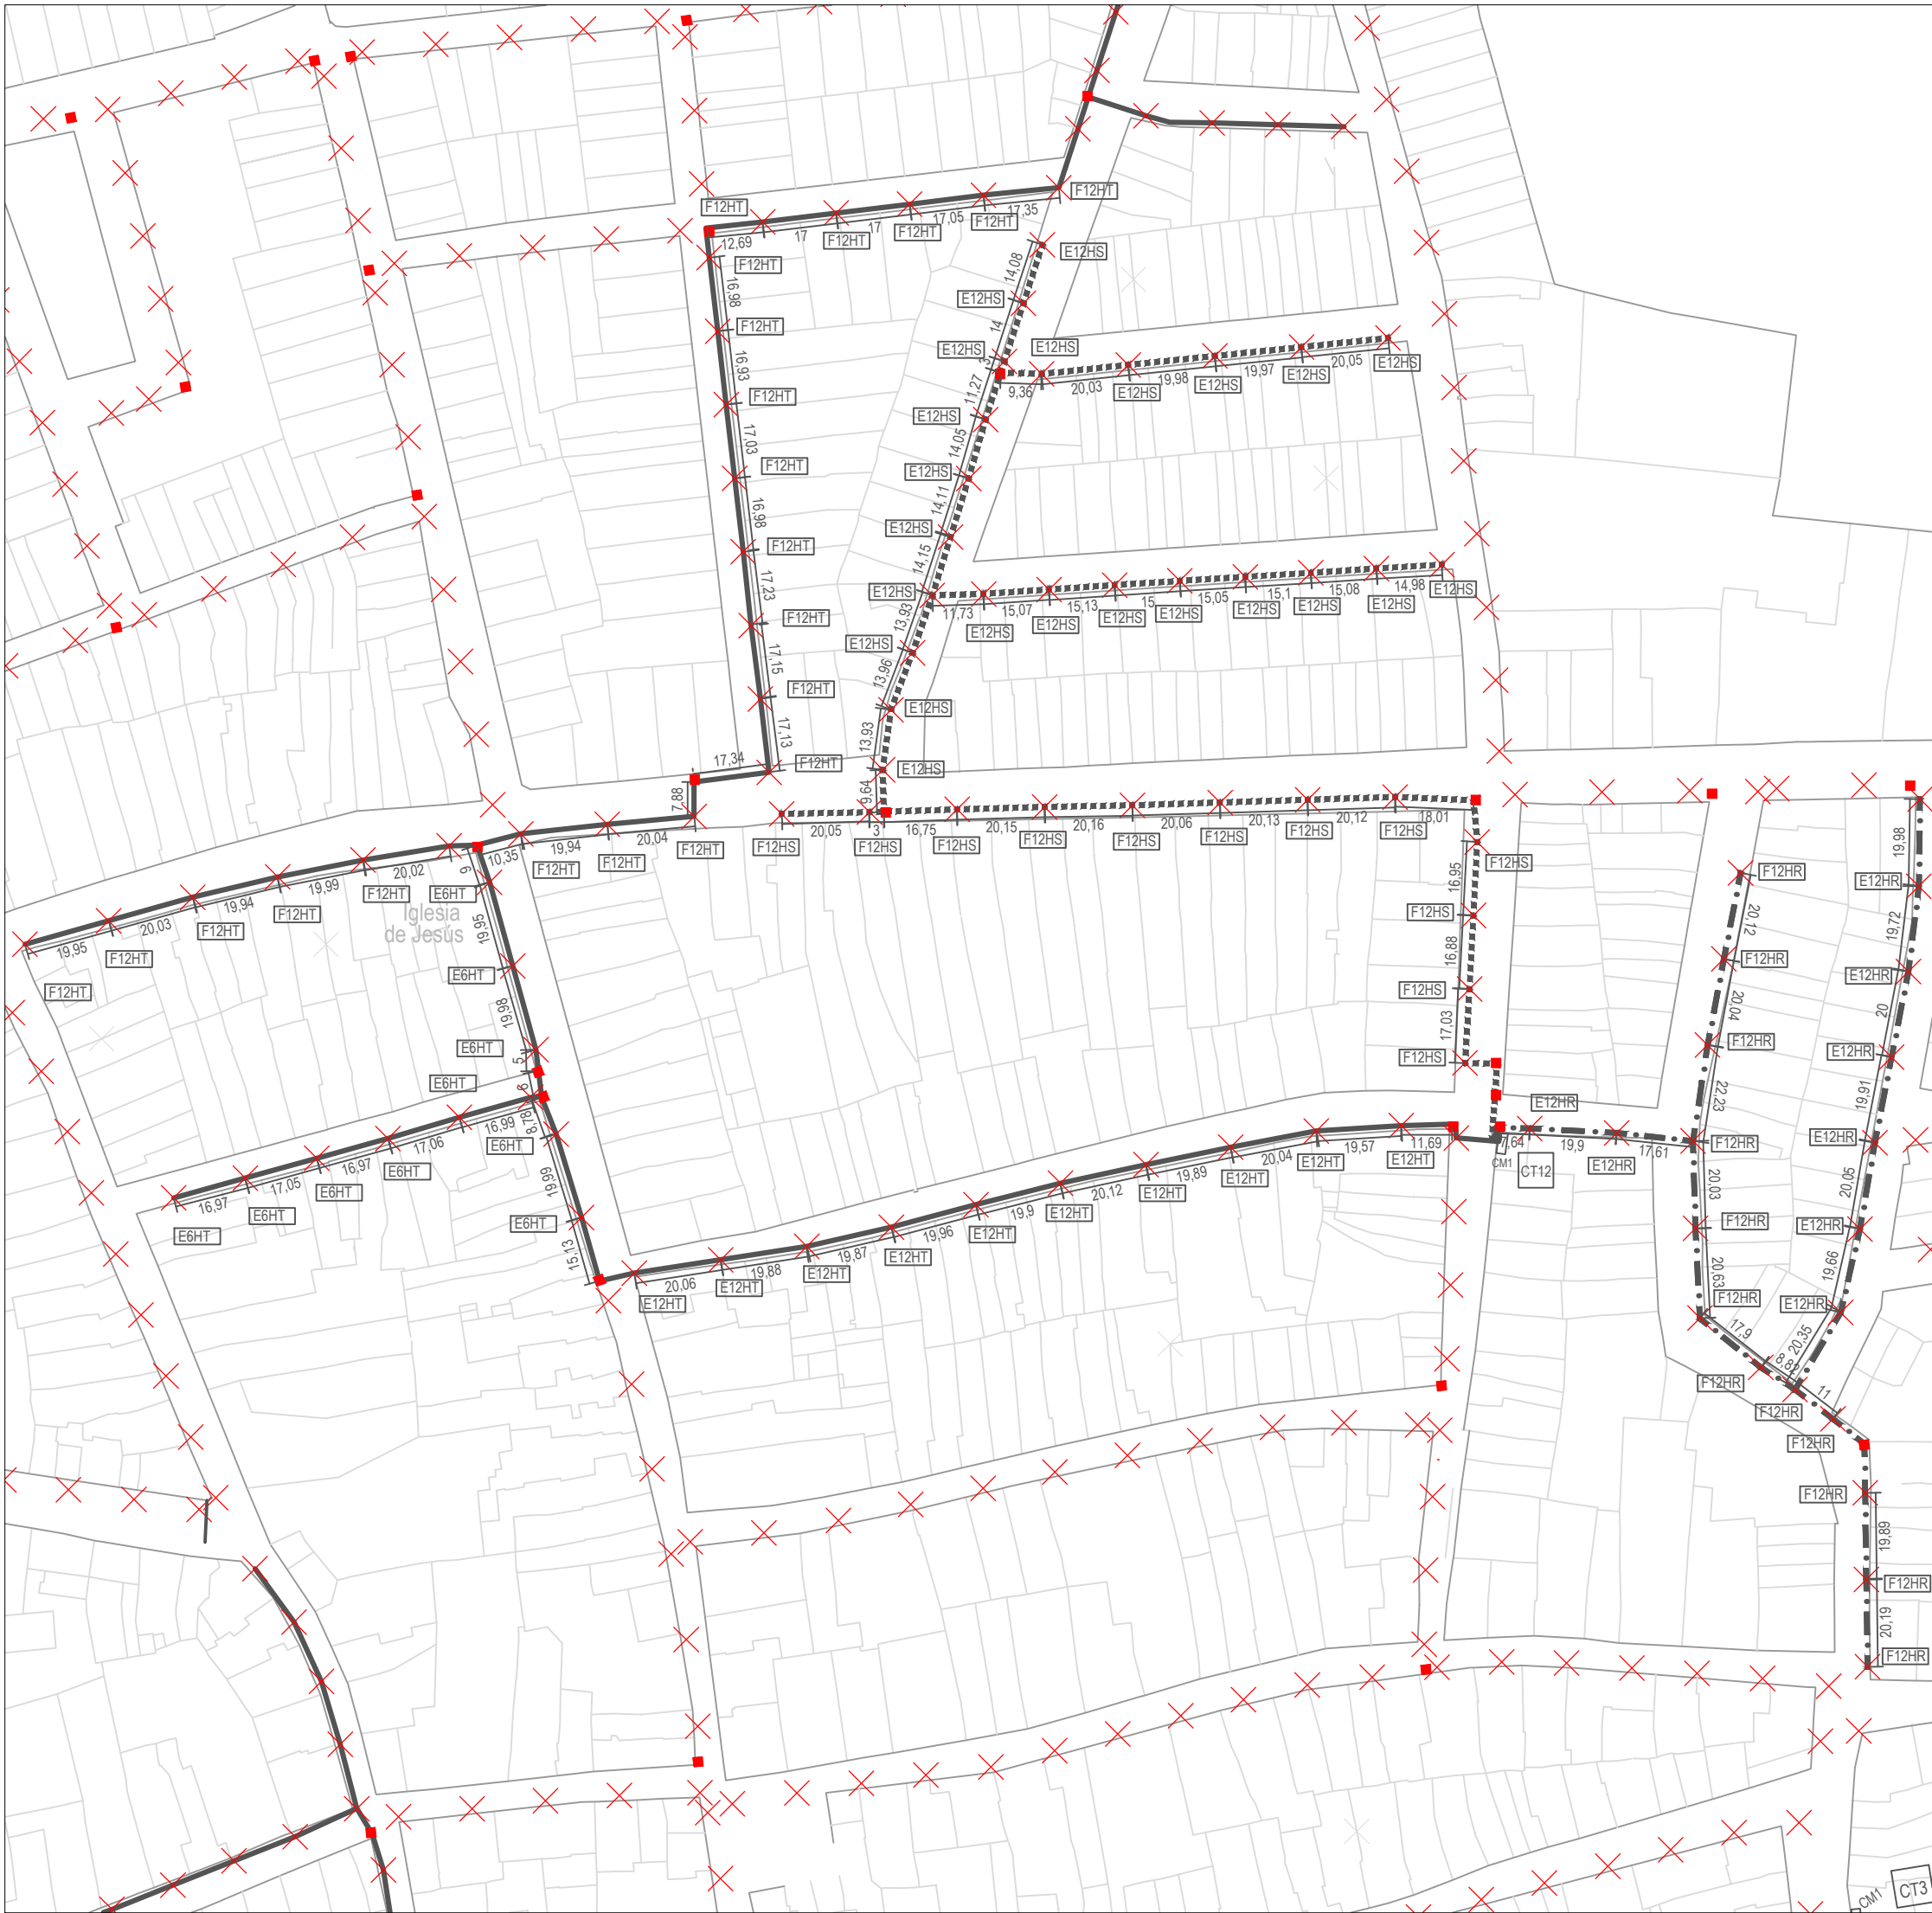 F12HT
F12HT
12,69
17
F12HT
17
F12HT
17,05
F12HT
17,35
F12HT
16,98
F12HT
16,93
F12HT
17,03
F12HT
16,98
F12HT
17,23
F12HT
17,15
F12HT
17,13
F12HT
17,34
7,88
E12HS
14,08
E12HS
14
E12HS
3
E12HS
9,36
20,03
E12HS
19,98
E12HS
19,97
E12HS
20,05
E12HS
11,27
E12HS
14,05
E12HS
14,11
E12HS
14,15
E12HS
11,73
E12HS
15,07
E12HS
15,13
E12HS
15
E12HS
15,05
E12HS
15,1
E12HS
15,08
E12HS
14,98
E12HS
13,93
E12HS
13,96
E12HS
13,93
E12HS
9,64
F12HS
20,05
3
F12HS
16,75
F12HS
20,15
F12HS
20,16
F12HS
20,06
F12HS
20,13
F12HS
20,12
F12HS
18,01
F12HS
16,95
F12HS
16,88
F12HS
17,03
F12HS
F12HT
19,95
F12HT
20,03
F12HT
19,94
F12HT
19,99
F12HT
20,02
9
10,35
F12HT
19,94
F12HT
20,04
F12HT
E6HT
Iglesia
de Jesús
19,95
E6HT
19,98
E6HT
5
E6HT
6
8,78
E6HT
19,99
E6HT
15,13
E6HT
16,97
E6HT
17,05
E6HT
16,97
E6HT
17,06
16,99
E12HT
20,06
E12HT
19,88
E12HT
19,87
E12HT
19,96
E12HT
19,9
E12HT
20,12
E12HT
19,89
E12HT
20,04
E12HT
19,57
E12HT
11,69
7,64
CM1
CT12
E12HR
19,9
E12HR
17,61
F12HR
20,12
F12HR
20,04
F12HR
22,23
F12HR
20,03
F12HR
20,63
F12HR
17,9
F12HR
8,82
F12HR
11
F12HR
F12HR
19,89
F12HR
20,19
F12HR
19,98
E12HR
19,72
E12HR
20
E12HR
19,91
E12HR
20,05
E12HR
19,66
E12HR
20,35
CM1
CT3